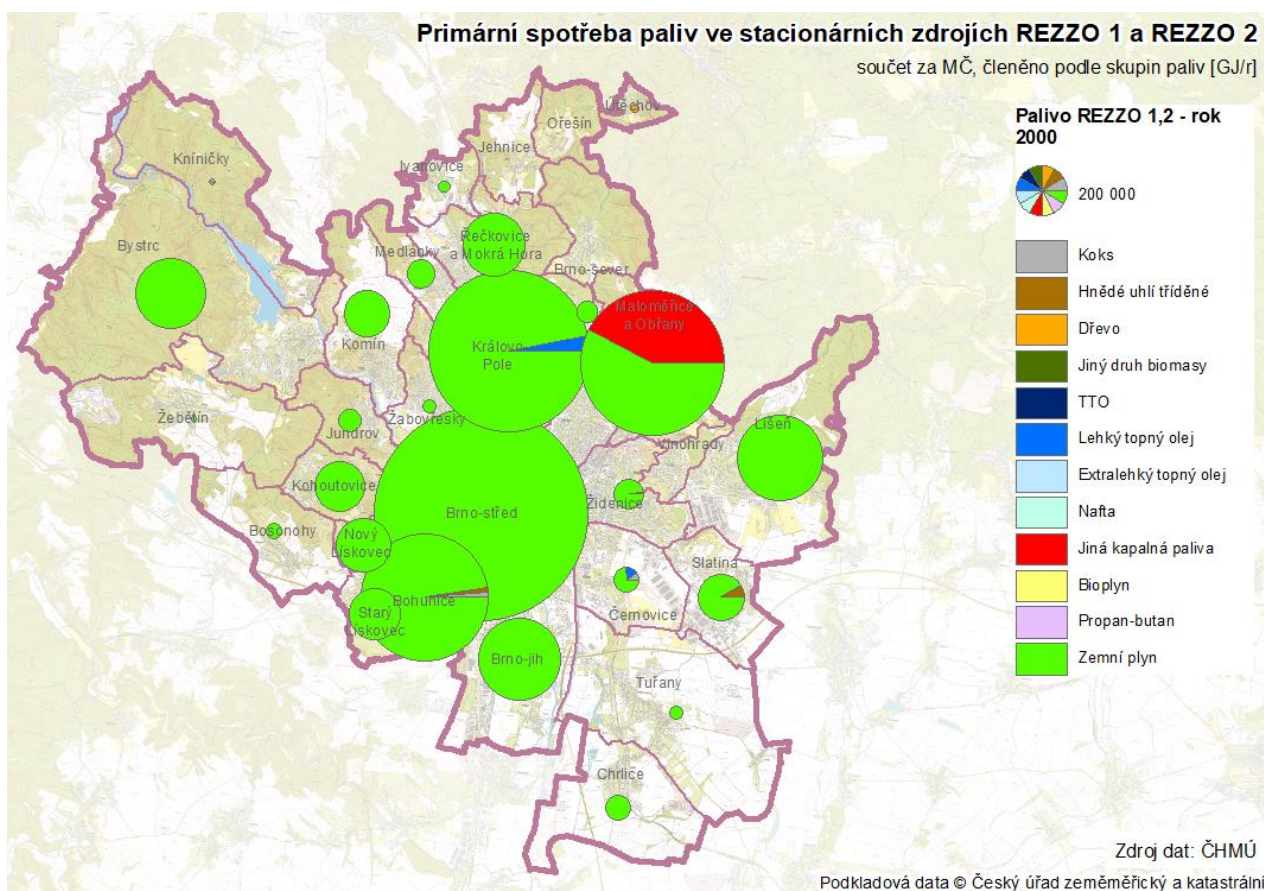 Primární spotřeba paliv ve stacionárních zdrojích REZZO 1 a REZZO 2
součet za MČ, členěno podle skupin paliv [GJ/r]
Palivo REZZO 1,2 - rok
2000
200 000
Koks
Hnědé uhlí tříděné
Dřevo
Jiný druh biomasy
TTO
Lehký topný olej
Extralehký topný olej
Nafta
Jiná kapalná paliva
Bioplyn
Propan-butan
Zemní plyn
Útěchov
Ořešín
Jehnice
Ivanovice
Kníničky
Bystrc
Řečkovice
a Mokrá Hora
Medlánky
Brno-sever
Maloměřice
a Obřany
Komín
Královo
Pole
Žebětín
Jundrov
Žabovřesky
Vinohrady
Líšeň
Kohoutovice
Židenice
Brno-střed
Bosonohy
Nový
Lískovec
Slatina
Bohunice
Starý
Lískovec
Černovice
Brno-jih
Tuřany
Chrlice
Zdroj dat: ČHMÚ
Podkladová data © Český úřad zeměměřický a katastrální